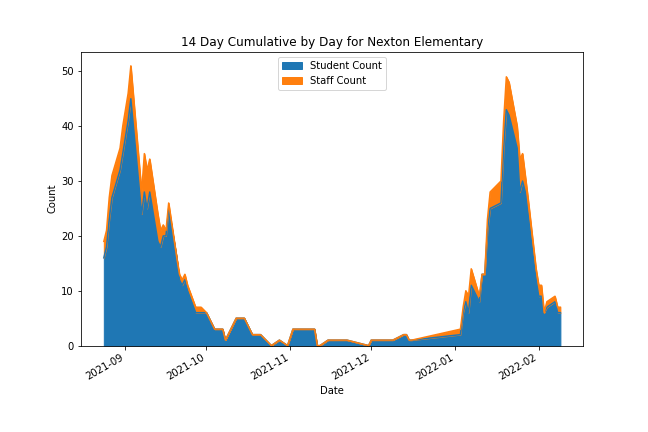 14 Day Cumulative by Day for Nexton Elementary
Student Count
Staff Count
50
40
30
20
10
0
Count
2021-09
2021-10
2021-11
2021-12
2022-01
2022-02
Date